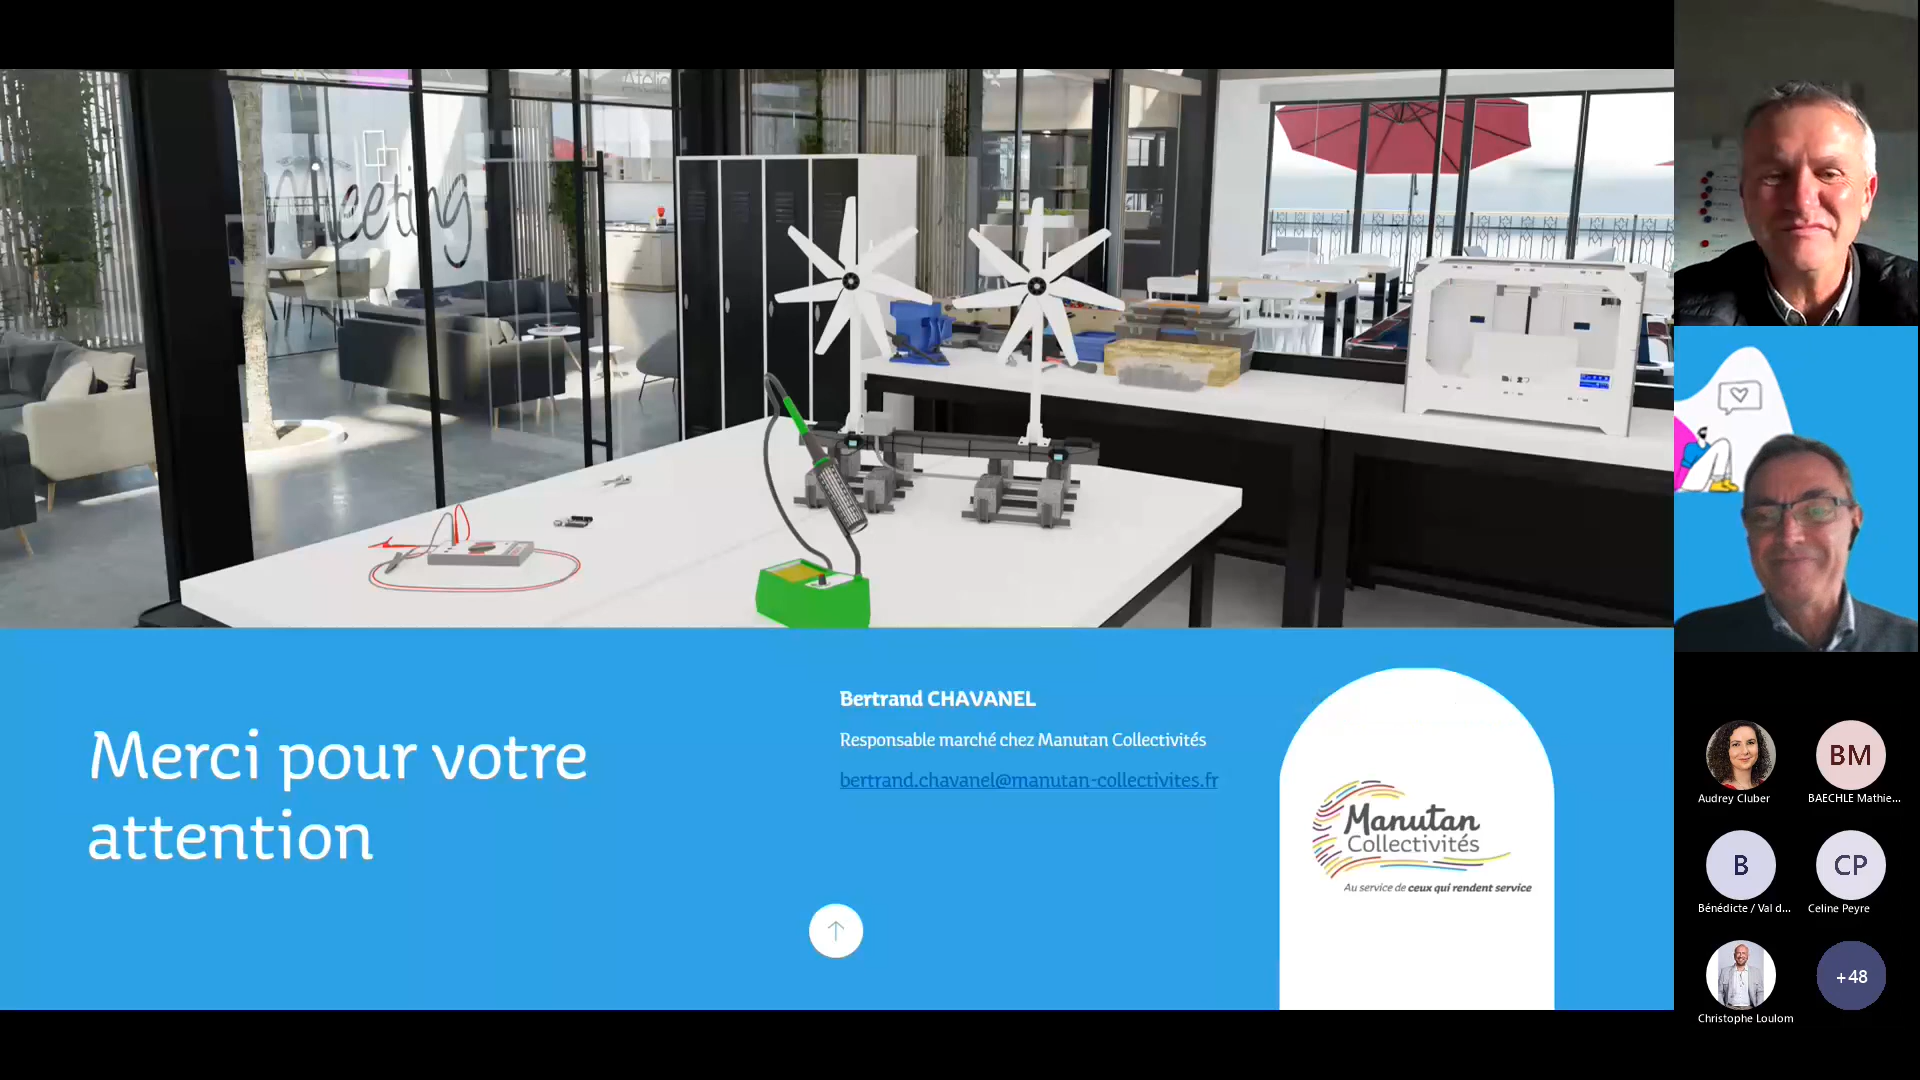 Atelier
Meeting
Merci pour votre
attention
Bertrand CHAVANEL
Responsable marché chez Manutan Collectivités
bertrand.chavanel@manutan-collectivites.fr
Manutan
Collectivités
Au service de ceux qui rendent service
Audrey Cluber
BM
BAECHLE Mathie...
B
Bénédicte / Val d...
CP
Celine Peyre
Christophe Loulom
+48